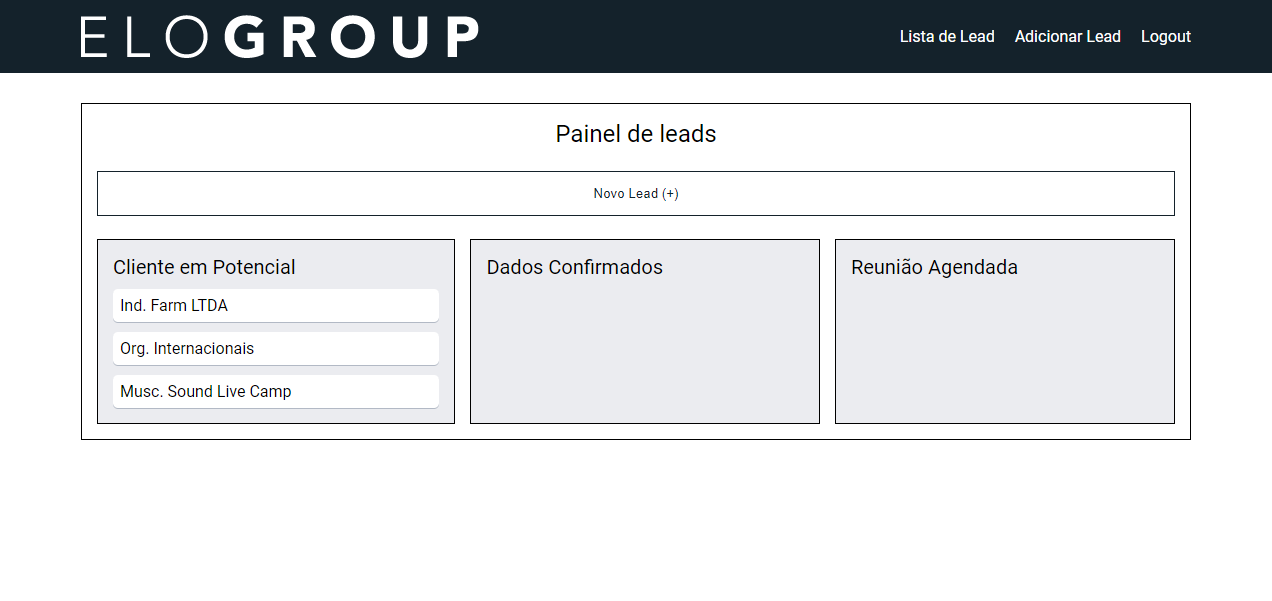 ELOGROUP
Lista de Lead
Adicionar Lead
Logout
Painel de leads
Novo Lead (+)
Cliente em Potencial
Ind. Farm LTDA
Org. Internacionais
Musc. Sound Live Camp
Dados Confirmados
Reunião Agendada